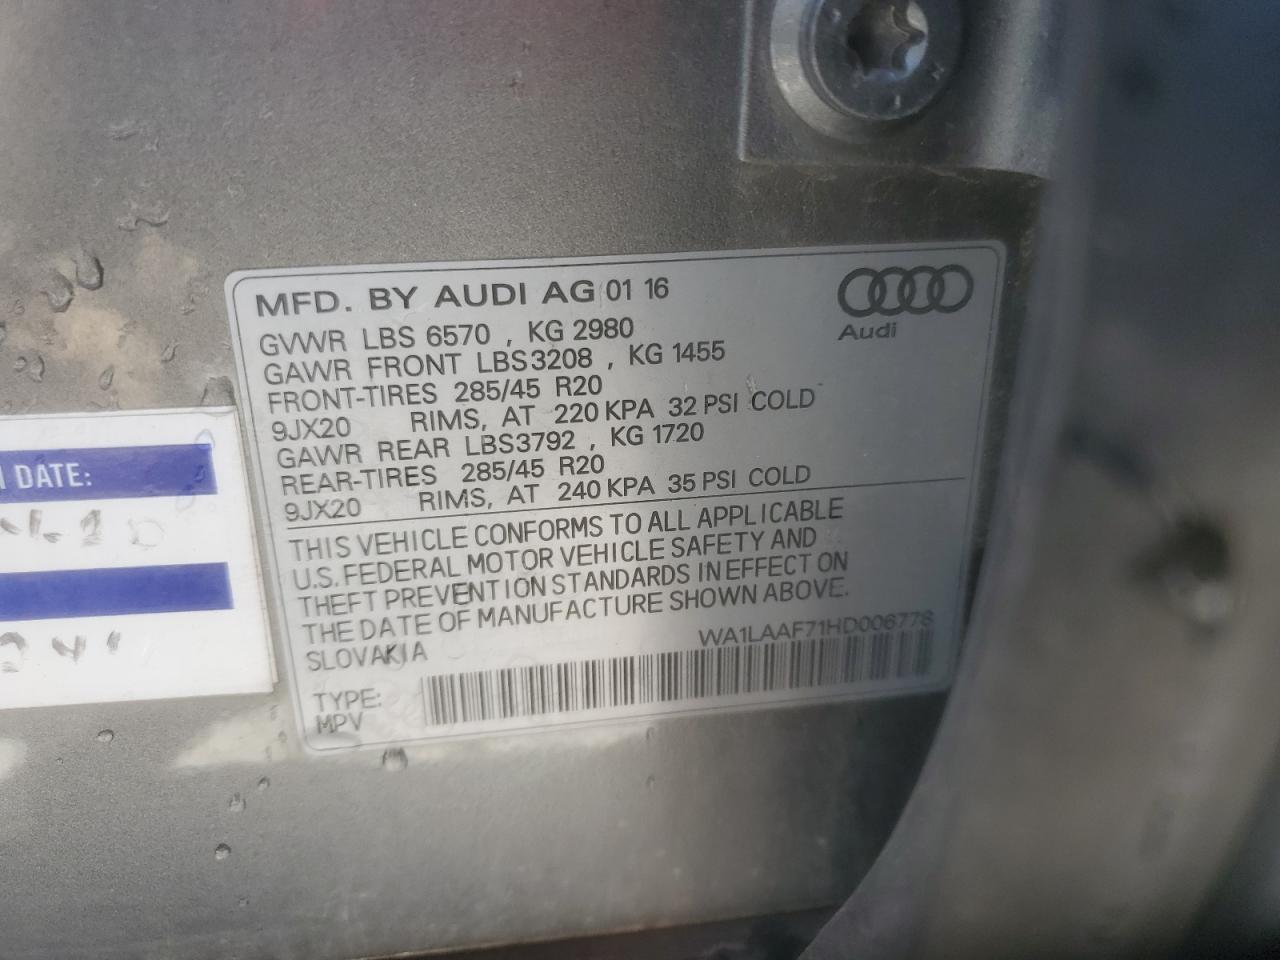 MFD. BY AUDI AG 01 16
Audi
GVWR LBS 6570 , KG 2980
GAWR FRONT LBS3208 , KG 1455
FRONT-TIRES 285/45 R20
9JX20 RIMS, AT 220 KPA 32 PSI COLD
GAWR REAR LBS3792 , KG 1720
REAR-TIRES 285/45 R20
9JX20 RIMS, AT 240 KPA 35 PSI COLD
THIS VEHICLE CONFORMS TO ALL APPLICABLE
U.S. FEDERAL MOTOR VEHICLE SAFETY AND
THEFT PREVENTION STANDARDS IN EFFECT ON
THE DATE OF MANUFACTURE SHOWN ABOVE.
SLOVAKIA WA1LAAF71HD006778
TYPE:
MPV
DATE: